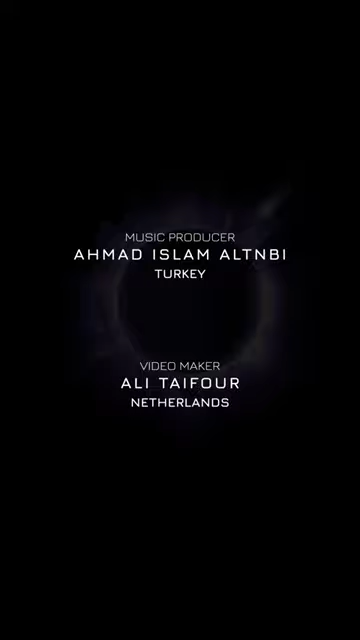 MUSIC PRODUCER
AHMAD ISLAM ALTNBI
TURKEY
VIDEO MAKER
ALI TAIFOUR
NETHERLANDS